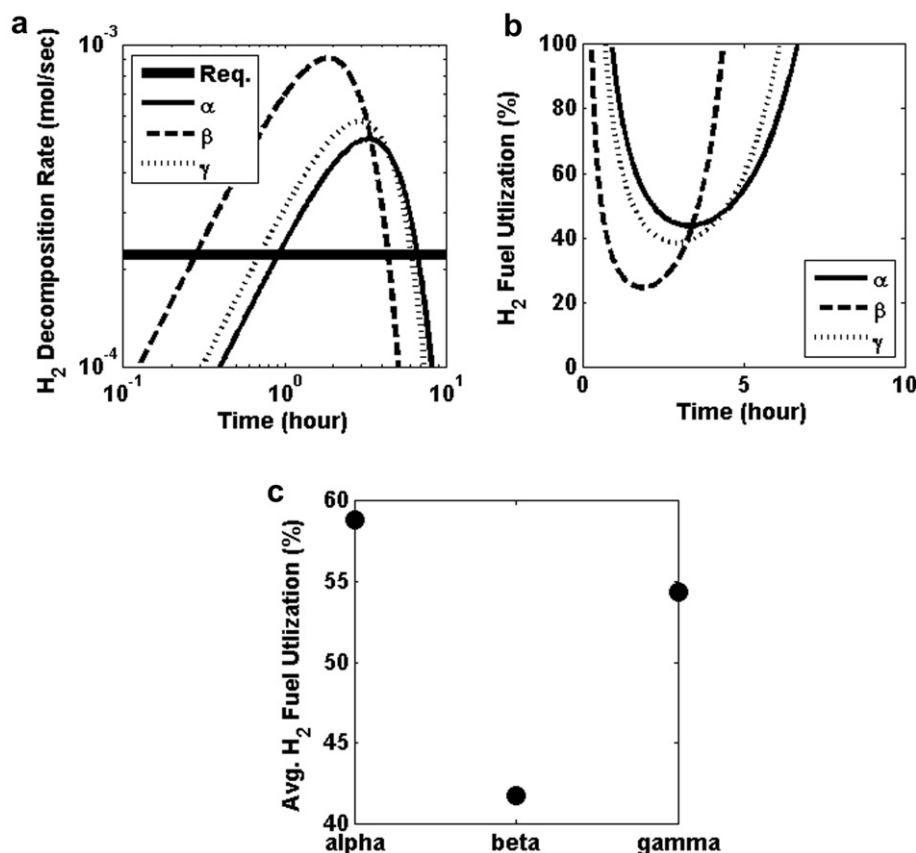 a
H2 Decomposition Rate (mol/sec)
10^-3
10^-4
Req.
α
β
γ
10^-1
10^0
10^1
Time (hour)
b
H2 Fuel Utlization (%)
100
80
60
40
20
0
α
β
γ
0
5
10
Time (hour)
c
Avg. H2 Fuel Utlization (%)
60
55
50
45
40
alpha
beta
gamma